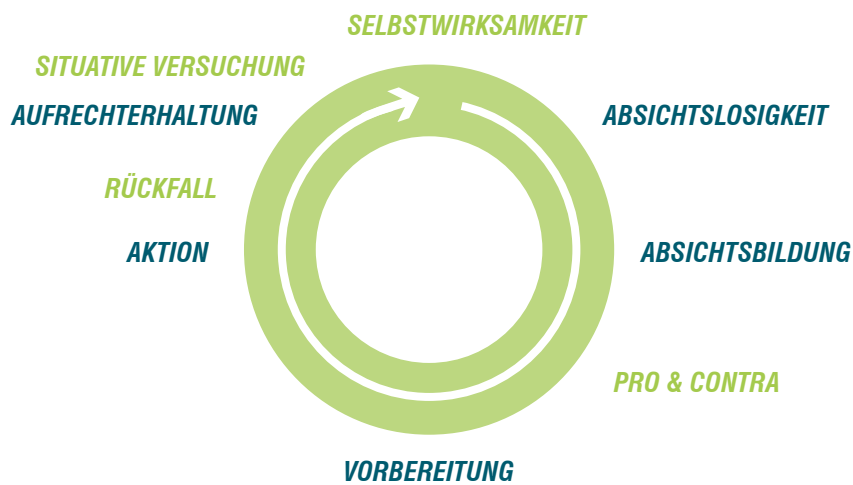 SELBSTWIRKSAMKEIT
SITUATIVE VERSUCHUNG
AUFRECHTERHALTUNG
ABSICHTSLOSIGKEIT
RÜCKFALL
AKTION
ABSICHTSBILDUNG
PRO & CONTRA
VORBEREITUNG